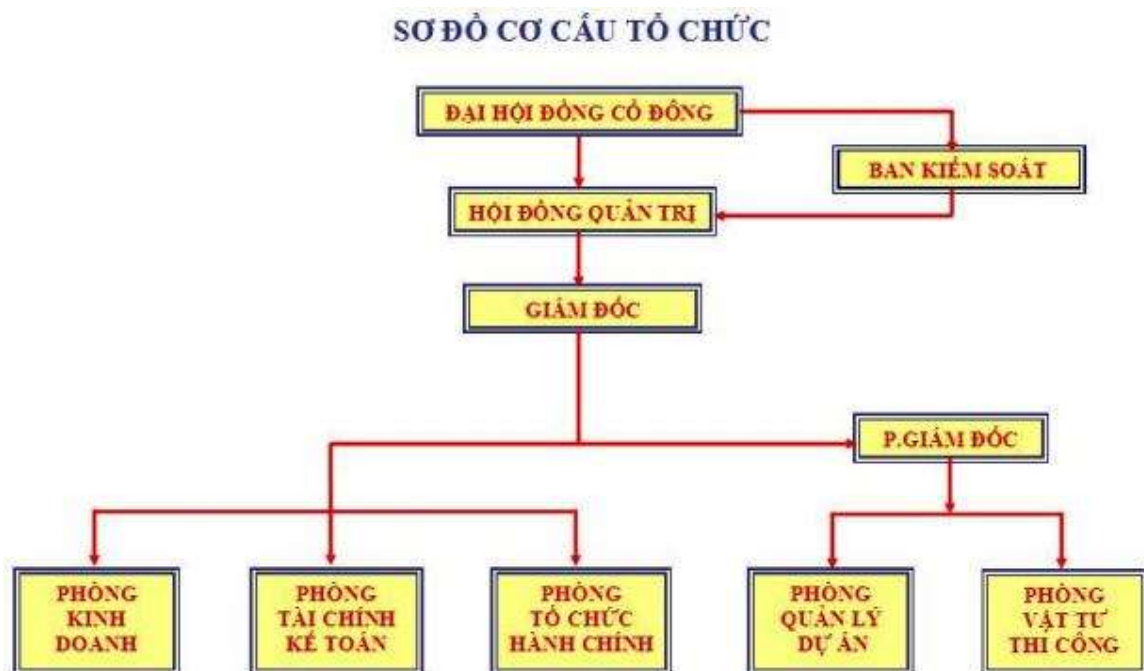 SƠ ĐỒ CƠ CẤU TỔ CHỨC
ĐẠI HỘI ĐỒNG CỔ ĐÔNG
BAN KIỂM SOÁT
HỘI ĐỒNG QUẢN TRỊ
GIÁM ĐỐC
P.GIÁM ĐỐC
PHÒNG
KINH
DOANH
PHÒNG
TÀI CHÍNH
KẾ TOÁN
PHÒNG
TỔ CHỨC
HÀNH CHÍNH
PHÒNG
QUẢN LÝ
DỰ ÁN
PHÒNG
VẬT TƯ
THI CÔNG